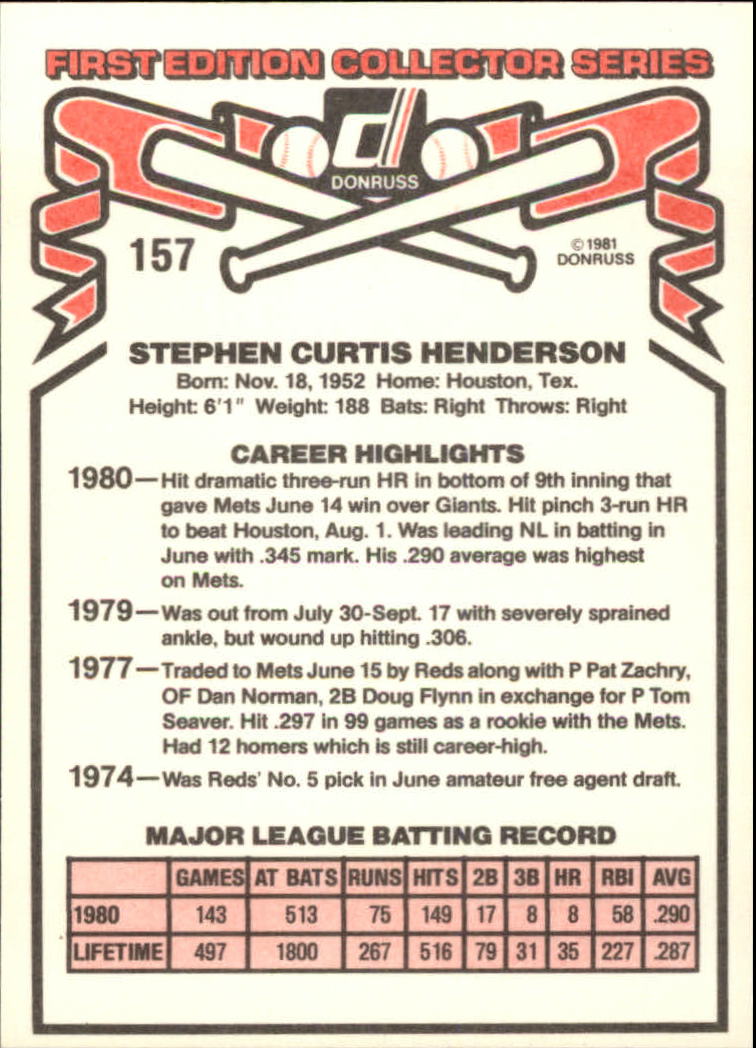 FIRST EDITION COLLECTOR SERIES
d
DONRUSS
157
© 1981
DONRUSS
STEPHEN CURTIS HENDERSON
Born: Nov. 18, 1952 Home: Houston, Tex.
Height: 6'1" Weight: 188 Bats: Right Throws: Right
CAREER HIGHLIGHTS
1980—Hit dramatic three-run HR in bottom of 9th inning that
gave Mets June 14 win over Giants. Hit pinch 3-run HR
to beat Houston, Aug. 1. Was leading NL in batting in
June with .345 mark. His .290 average was highest
on Mets.
1979—Was out from July 30-Sept. 17 with severely sprained
ankle, but wound up hitting .306.
1977—Traded to Mets June 15 by Reds along with P Pat Zachry,
OF Dan Norman, 2B Doug Flynn in exchange for P Tom
Seaver. Hit .297 in 99 games as a rookie with the Mets.
Had 12 homers which is still career-high.
1974—Was Reds' No. 5 pick in June amateur free agent draft.
MAJOR LEAGUE BATTING RECORD
GAMES AT BATS RUNS HITS 2B 3B HR RBI AVG
1980 143 513 75 149 17 8 8 58 .290
LIFETIME 497 1800 267 516 79 31 35 227 .287